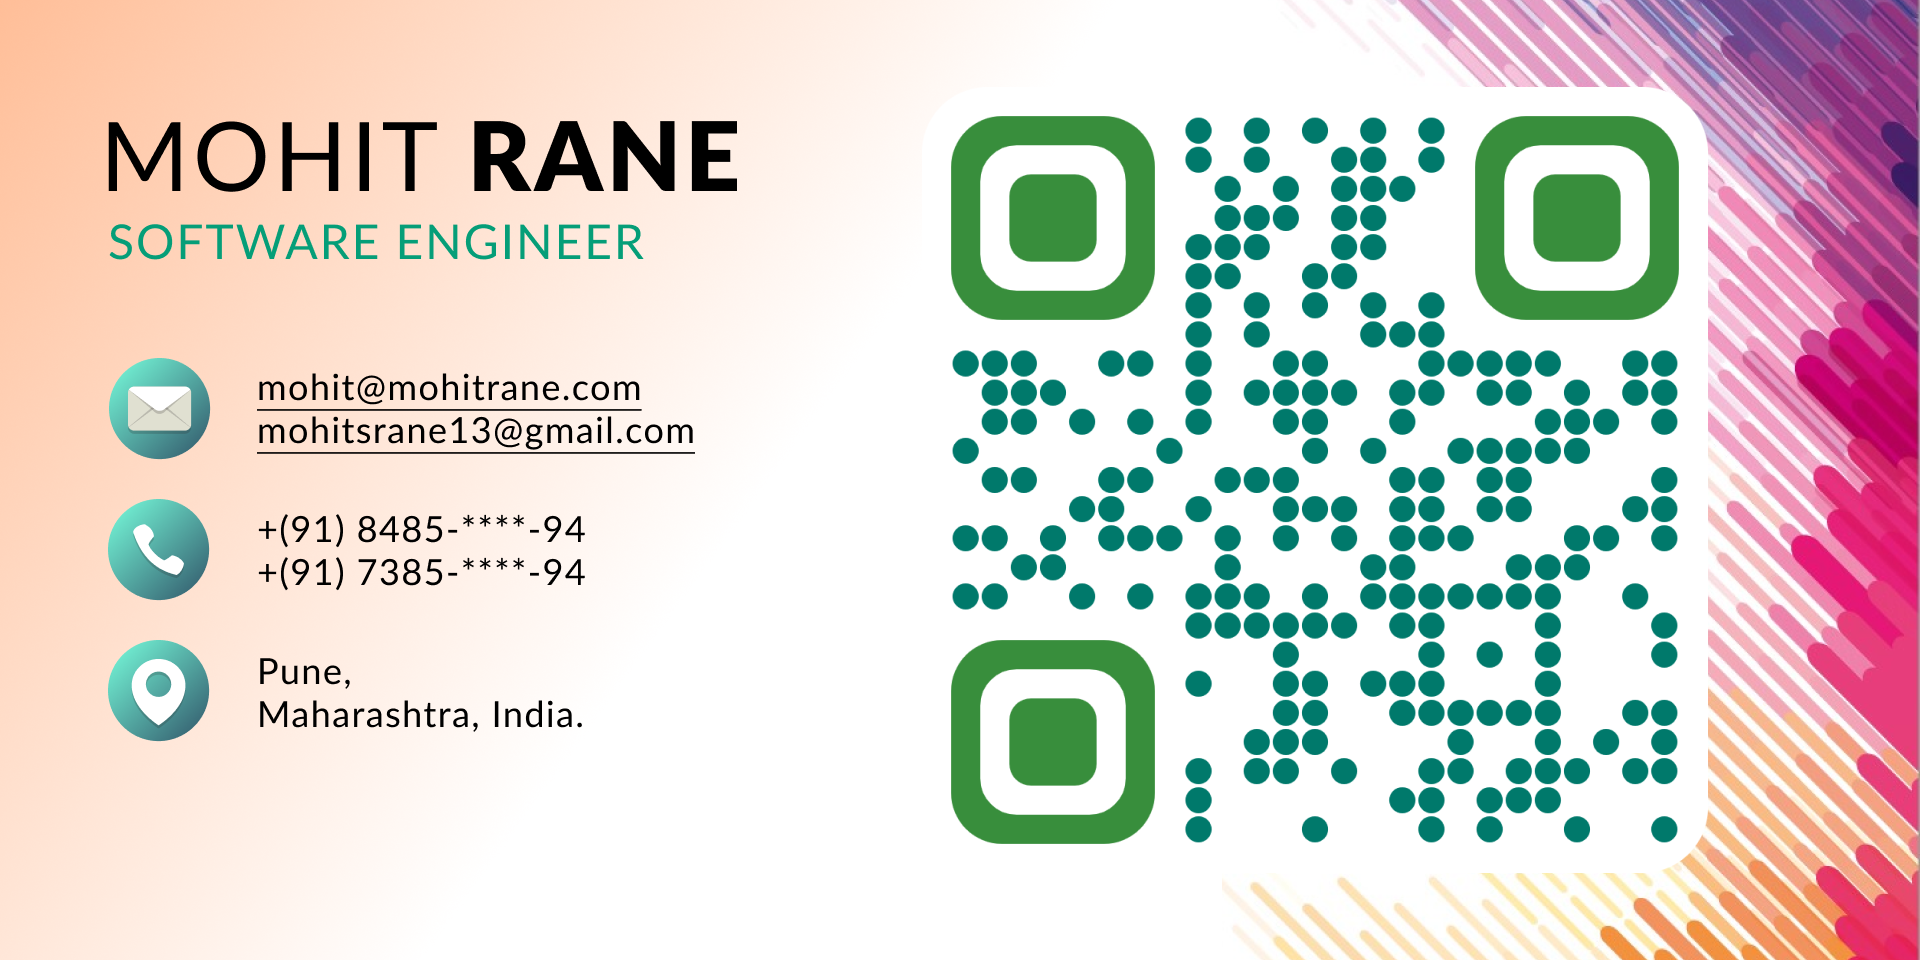 MOHIT RANE
SOFTWARE ENGINEER
mohit@mohitrane.com
mohitsrane13@gmail.com
+(91) 8485-****-94
+(91) 7385-****-94
Pune,
Maharashtra, India.